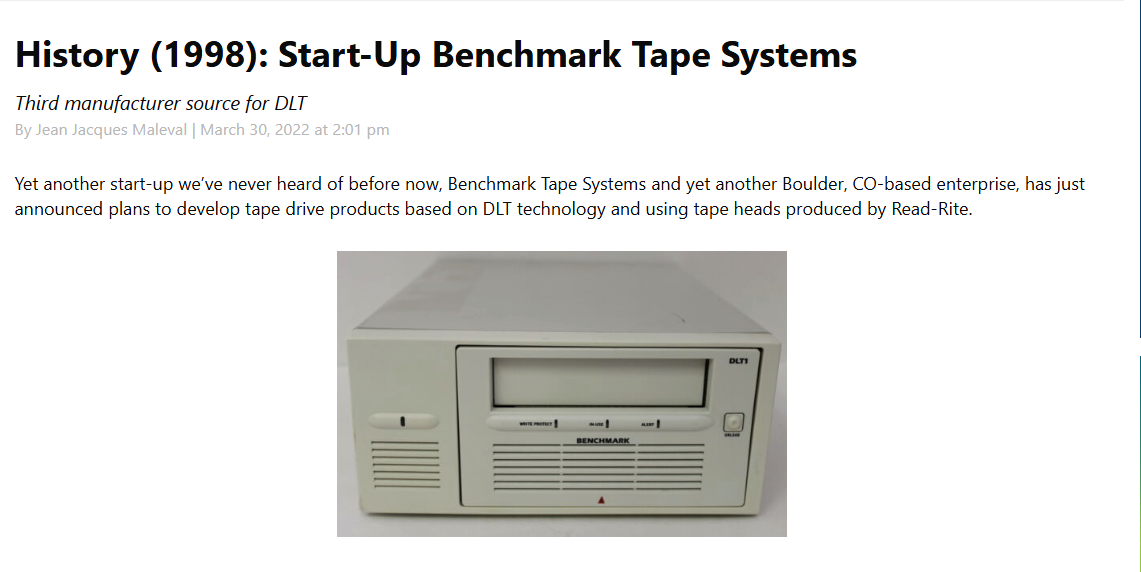 History (1998): Start-Up Benchmark Tape Systems
Third manufacturer source for DLT
By Jean Jacques Maleval | March 30, 2022 at 2:01 pm
Yet another start-up we’ve never heard of before now, Benchmark Tape Systems and yet another Boulder, CO-based enterprise, has just
announced plans to develop tape drive products based on DLT technology and using tape heads produced by Read-Rite.
DLT1
WRITE PROTECT IN USE ALERT
UNLOAD
BENCHMARK